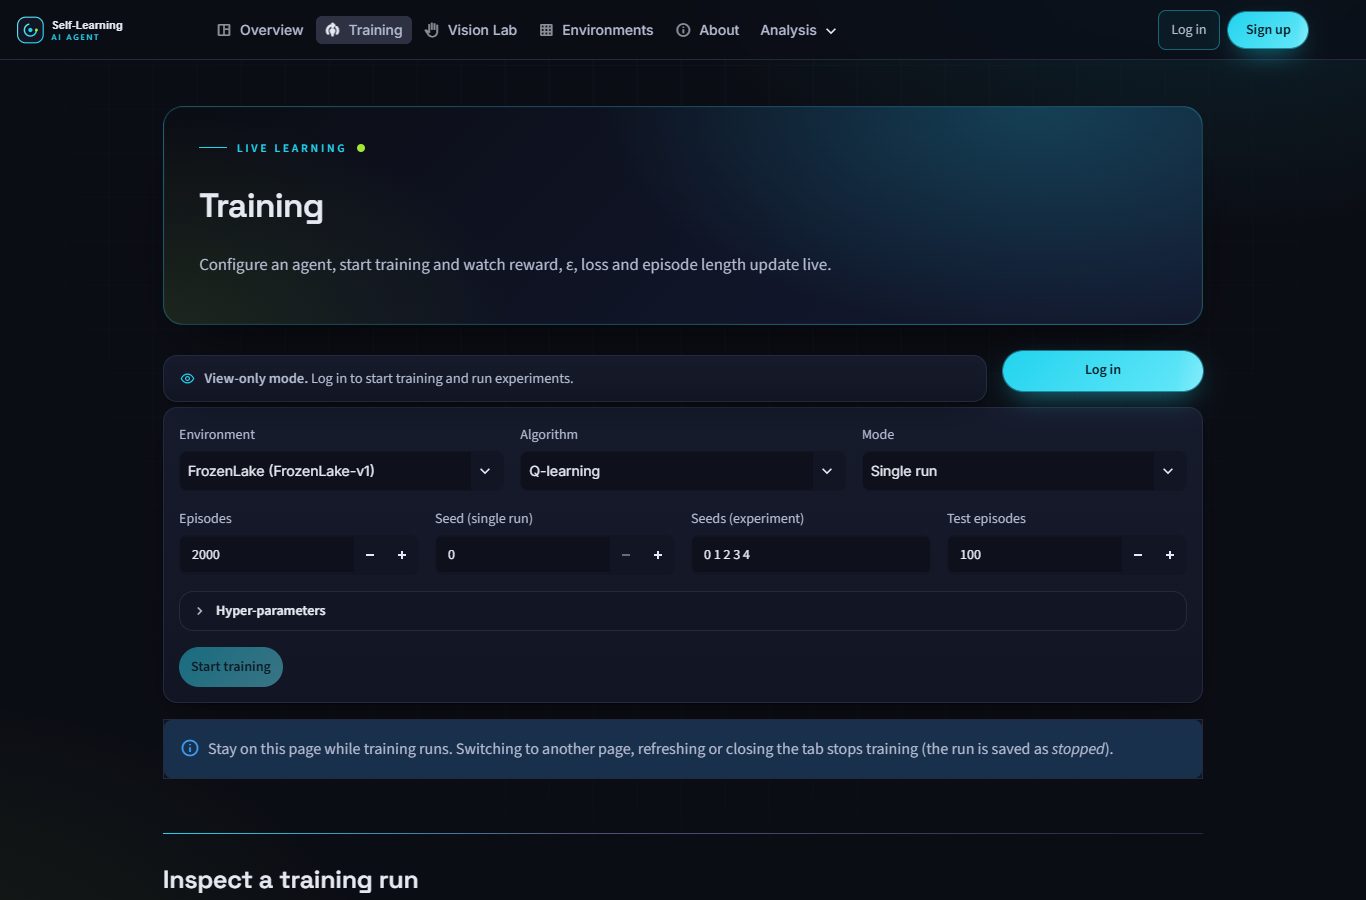 Self-Learning
AI AGENT
Overview
Training
Vision Lab
Environments
About
Analysis
Log in
Sign up
LIVE LEARNING
Training
Configure an agent, start training and watch reward, ε, loss and episode length update live.
View-only mode. Log in to start training and run experiments.
Log in
Environment
Algorithm
Mode
FrozenLake (FrozenLake-v1)
Q-learning
Single run
Episodes
Seed (single run)
Seeds (experiment)
Test episodes
2000
0
0 1 2 3 4
100
Hyper-parameters
Start training
Stay on this page while training runs. Switching to another page, refreshing or closing the tab stops training (the run is saved as stopped).
Inspect a training run